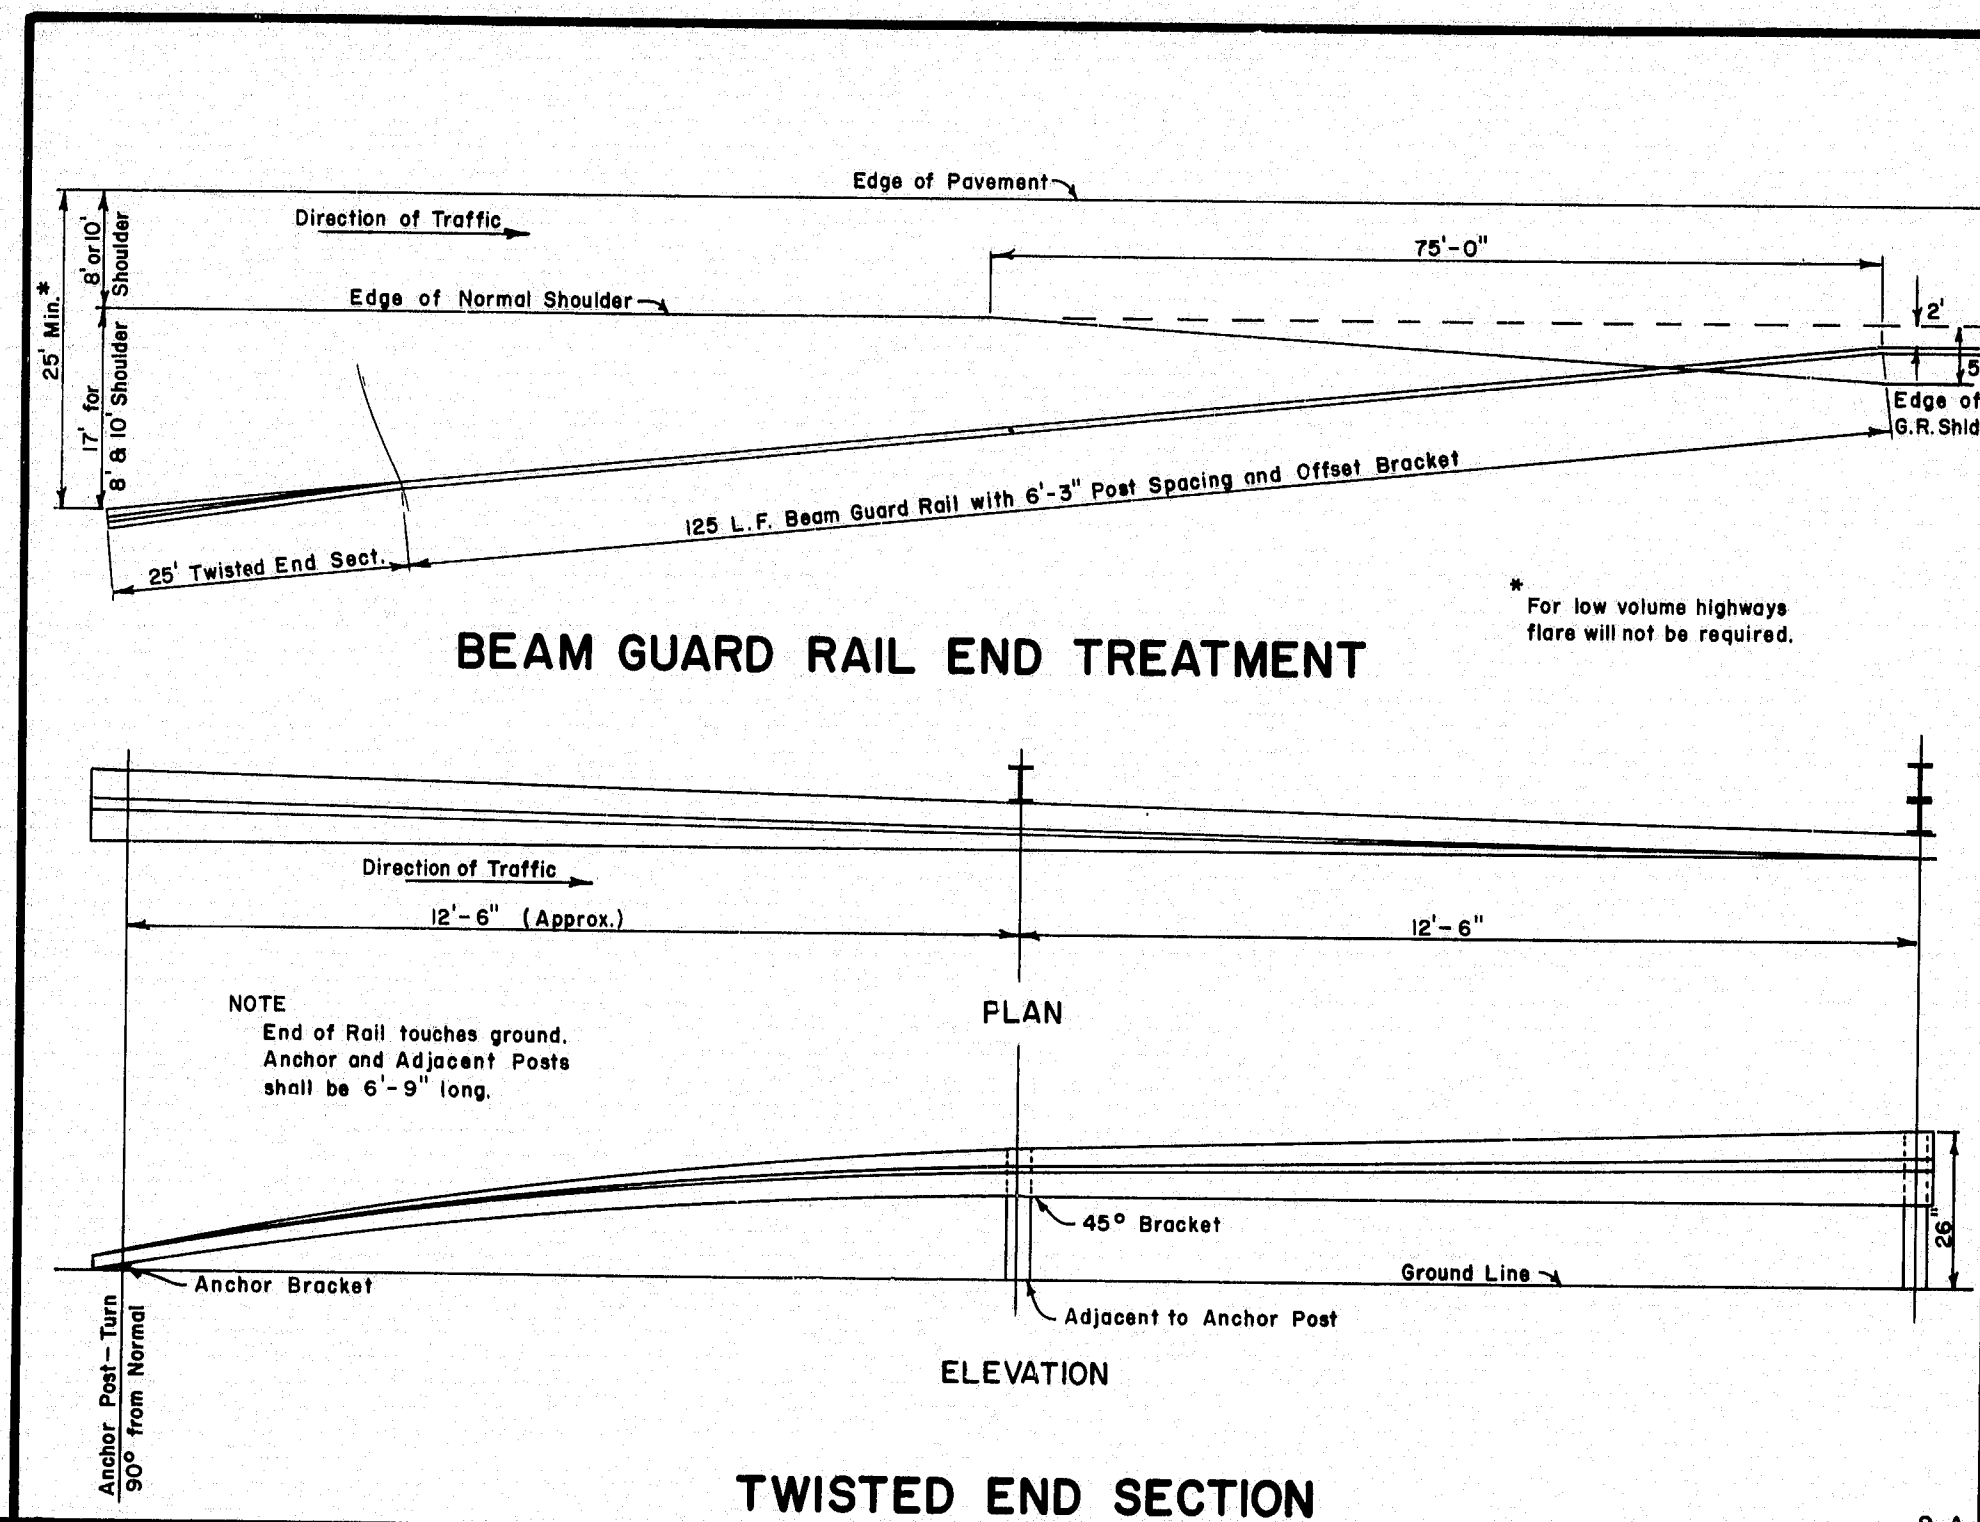 Edge of Pavement
Direction of Traffic
8' or 10'
Shoulder
25' Min.*
75'-0"
Edge of Normal Shoulder
2'
5
17' for
8' & 10' Shoulder
Edge of
G.R. Shld
125 L.F. Beam Guard Rail with 6'-3" Post Spacing and Offset Bracket
25' Twisted End Sect.
*
For low volume highways
flare will not be required.
BEAM GUARD RAIL END TREATMENT
Direction of Traffic
12'-6" (Approx.)
12'-6"
PLAN
NOTE
End of Rail touches ground.
Anchor and Adjacent Posts
shall be 6'-9" long.
45° Bracket
26"
Anchor Bracket
Ground Line
Adjacent to Anchor Post
Anchor Post-Turn
90° from Normal
ELEVATION
TWISTED END SECTION